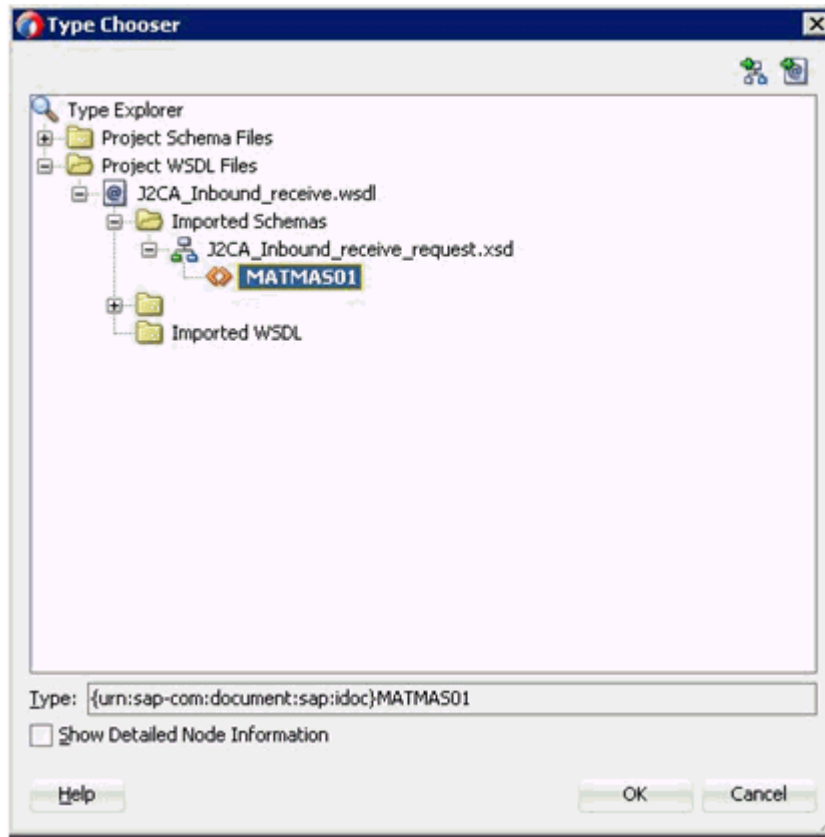 Type Chooser
Type Explorer
Project Schema Files
Project WSDL Files
J2CA_Inbound_receive.wsdl
Imported Schemas
J2CA_Inbound_receive_request.xsd
MATMAS01
Imported WSDL
Type: {urn:sap-com:document:sap:idoc}MATMAS01
Show Detailed Node Information
Help OK Cancel